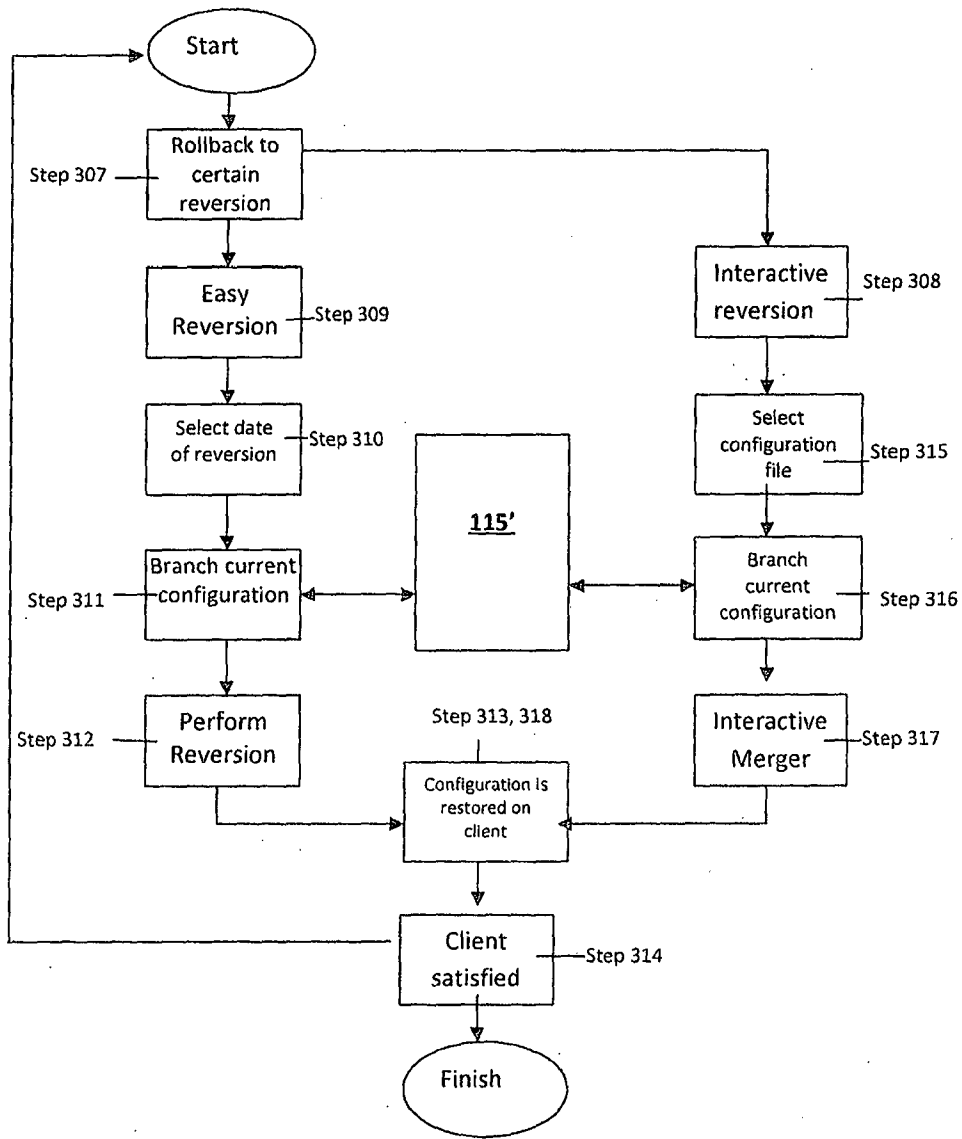 Start
Rollback to
certain
reversion
Step 307
Interactive
reversion
Step 308
Easy
Reversion
Step 309
Select date
of reversion
Step 310
Select
configuration
file
Step 315
115'
Branch current
configuration
Step 311
Branch
current
configuration
Step 316
Perform
Reversion
Step 312
Step 313, 318
Interactive
Merger
Step 317
Configuration is
restored on
client
Client
satisfied
Step 314
Finish